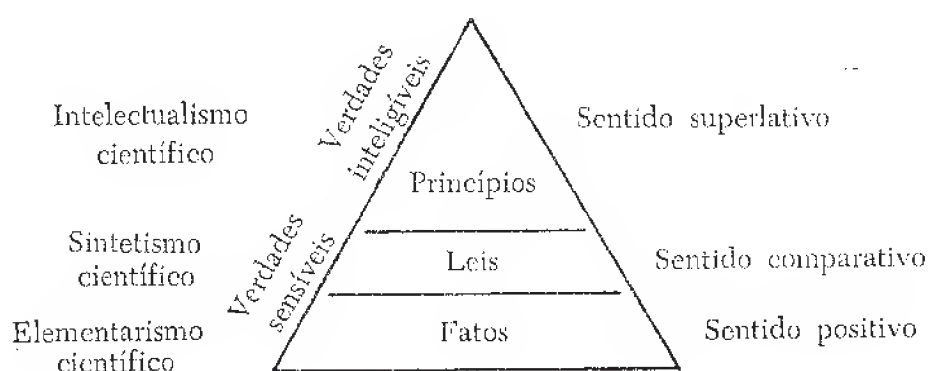 Verdades
inteligíveis
Intelectualismo
científico
Sentido superlativo
Princípios
Verdades
sensíveis
Sintetismo
científico
Leis
Sentido comparativo
Elementarismo
científico
Fatos
Sentido positivo